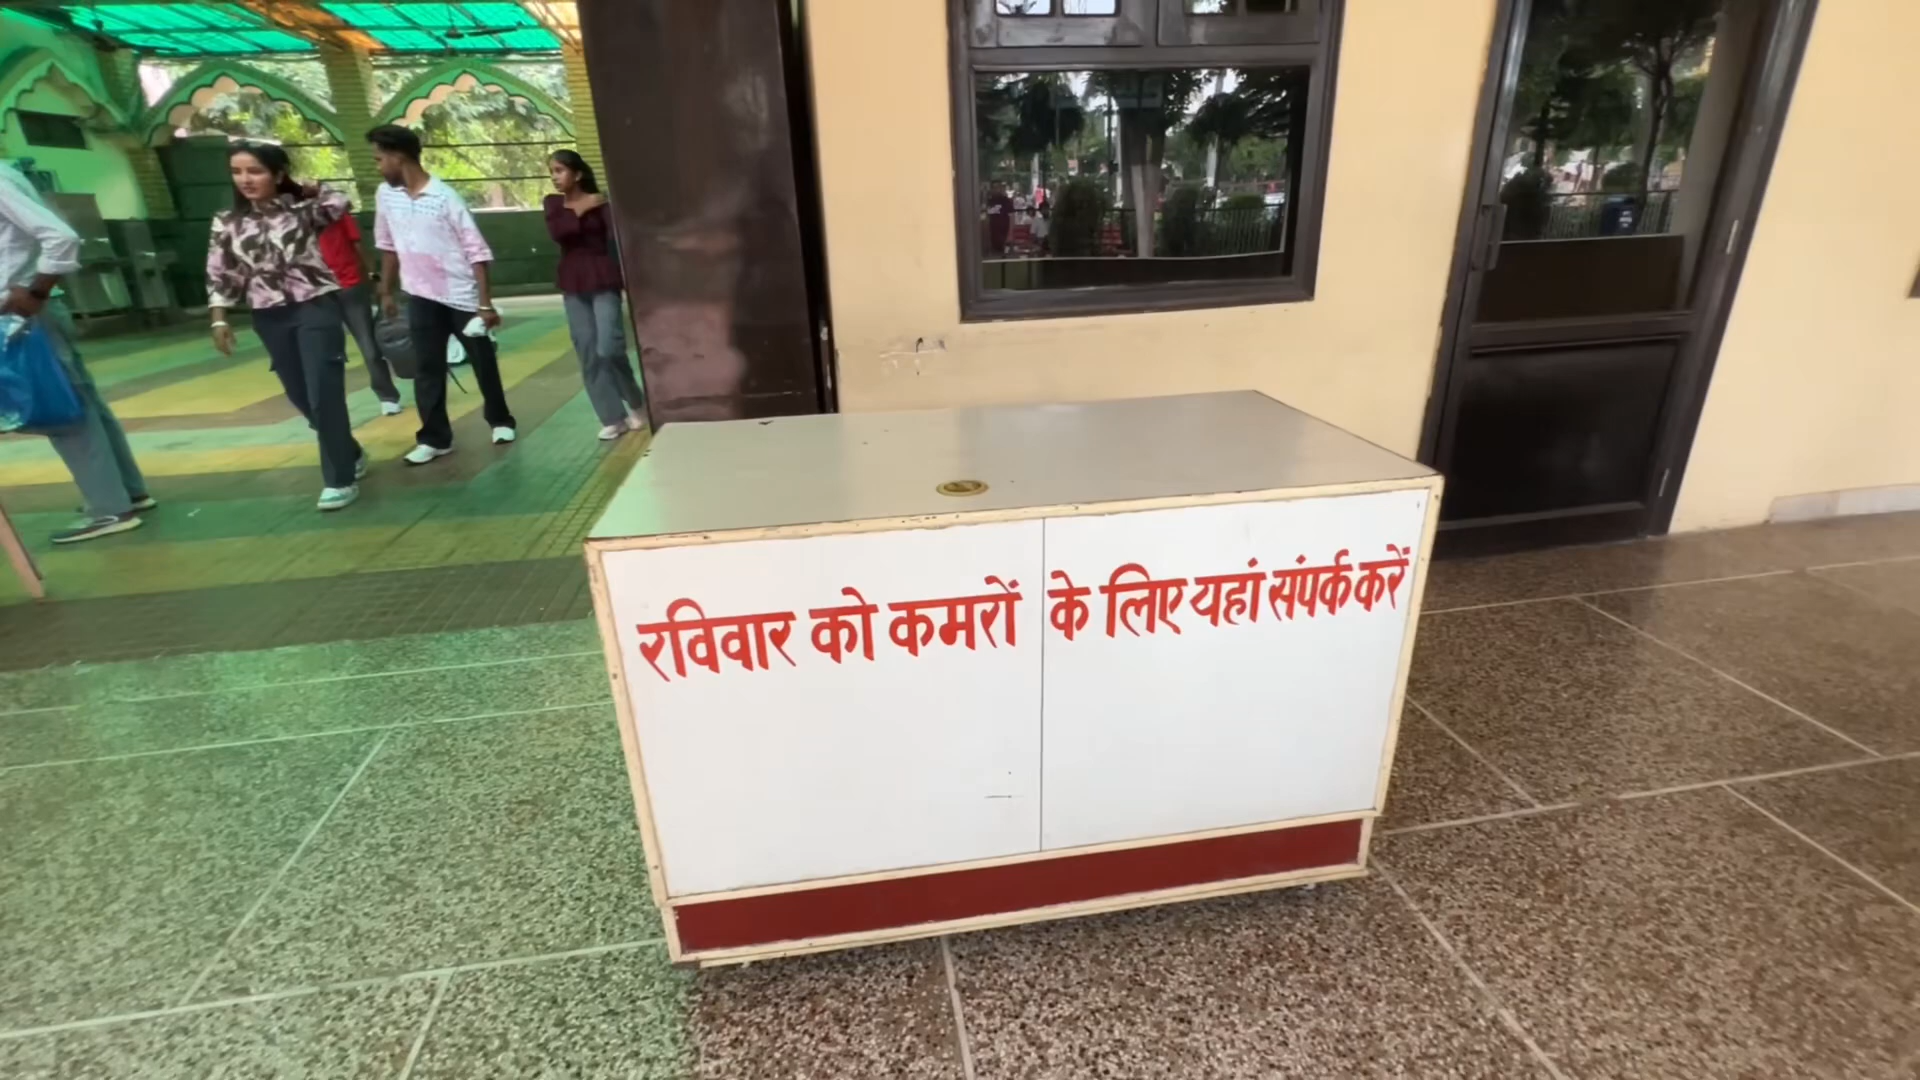 रविवार को कमरों के लिए यहां संपर्क करें